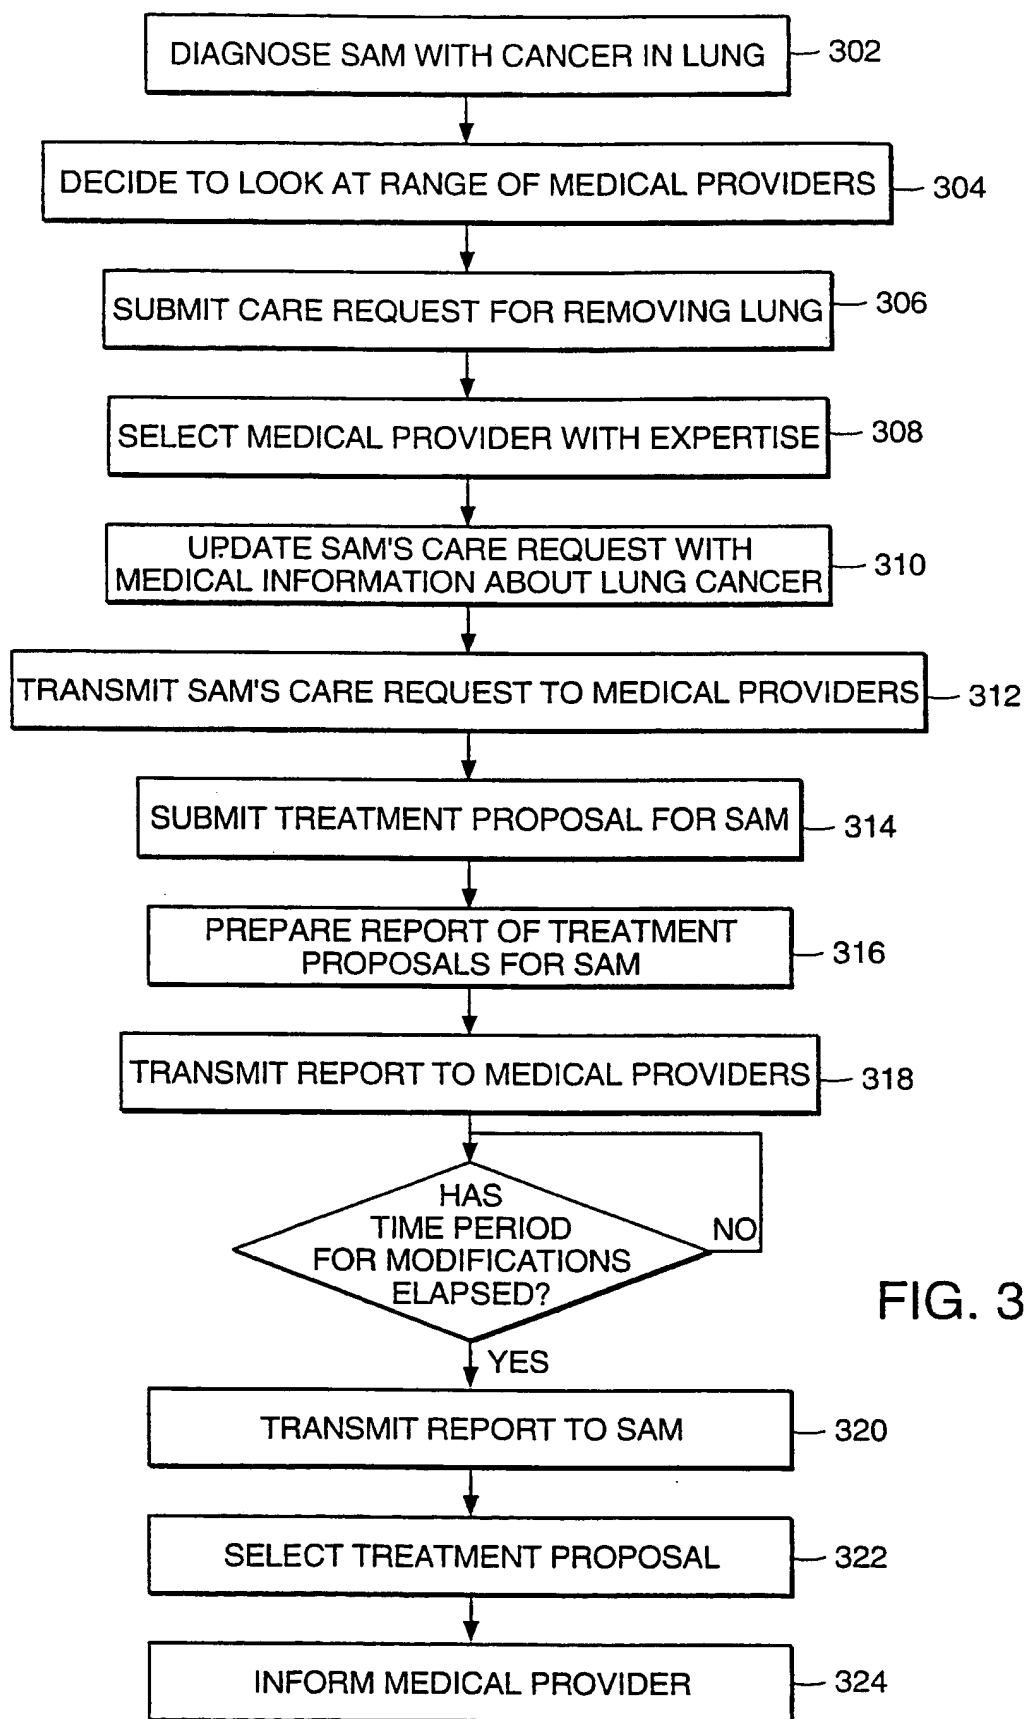 DIAGNOSE SAM WITH CANCER IN LUNG 302
DECIDE TO LOOK AT RANGE OF MEDICAL PROVIDERS 304
SUBMIT CARE REQUEST FOR REMOVING LUNG 306
SELECT MEDICAL PROVIDER WITH EXPERTISE 308
UPDATE SAM'S CARE REQUEST WITH
MEDICAL INFORMATION ABOUT LUNG CANCER 310
TRANSMIT SAM'S CARE REQUEST TO MEDICAL PROVIDERS 312
SUBMIT TREATMENT PROPOSAL FOR SAM 314
PREPARE REPORT OF TREATMENT
PROPOSALS FOR SAM 316
TRANSMIT REPORT TO MEDICAL PROVIDERS 318
HAS
TIME PERIOD
FOR MODIFICATIONS
ELAPSED?
NO
FIG. 3
YES
TRANSMIT REPORT TO SAM 320
SELECT TREATMENT PROPOSAL 322
INFORM MEDICAL PROVIDER 324